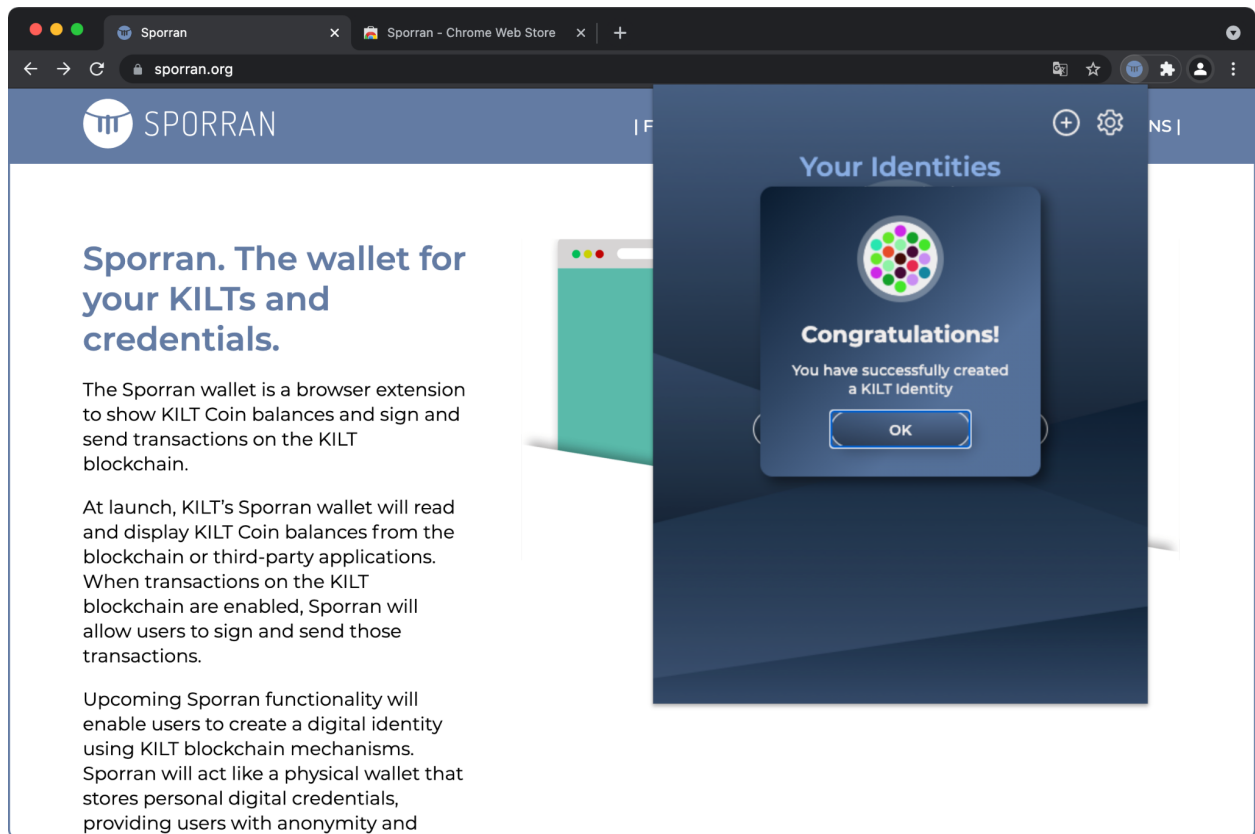 Sporran
Sporran - Chrome Web Store
sporran.org
SPORRAN
| F
NS |
Your Identities
Congratulations!
You have successfully created
a KILT Identity
OK
Sporran. The wallet for
your KILTs and
credentials.
The Sporran wallet is a browser extension
to show KILT Coin balances and sign and
send transactions on the KILT
blockchain.
At launch, KILT’s Sporran wallet will read
and display KILT Coin balances from the
blockchain or third-party applications.
When transactions on the KILT
blockchain are enabled, Sporran will
allow users to sign and send those
transactions.
Upcoming Sporran functionality will
enable users to create a digital identity
using KILT blockchain mechanisms.
Sporran will act like a physical wallet that
stores personal digital credentials,
providing users with anonymity and